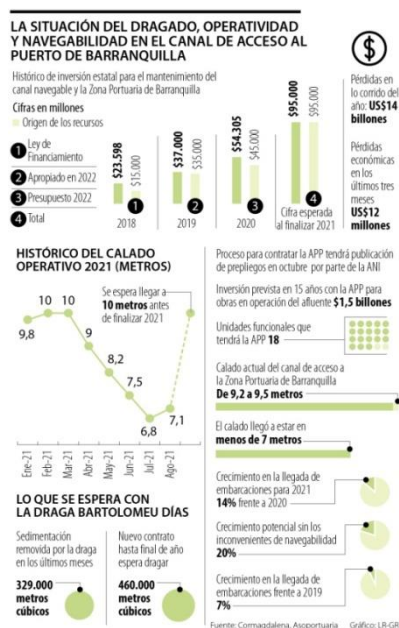 LA SITUACIÓN DEL DRAGADO, OPERATIVIDAD
Y NAVEGABILIDAD EN EL CANAL DE ACCESO AL
PUERTO DE BARRANQUILLA
Histórico de inversión estatal para el mantenimiento del
canal navegable y la Zona Portuaria de Barranquilla
Cifras en millones
Origen de los recursos
1 Ley de
Financiamiento
2 Apropiado en 2022
3 Presupuesto 2022
4 Total
$23.598
$15.000
1
2018
$37.000
$35.000
2
2019
$54.305
$45.000
3
2020
$95.000
$95.000
4
Cifra esperada
al finalizar 2021
$
Pérdidas en
lo corrido del
año: US$14
billones
Pérdidas
económicas
en los
últimos tres
meses
US$12
millones
HISTÓRICO DEL CALADO
OPERATIVO 2021 (METROS)
Se espera llegar a
10 metros antes
de finalizar 2021
9,8
10
10
9
8,2
7,5
6,8
7,1
Ene-21
Feb-21
Mar-21
Abr-21
May-21
Jun-21
Jul-21
Ago-21
LO QUE SE ESPERA CON
LA DRAGA BARTOLOMEU DÍAS
Sedimentación
removida por la draga
en los últimos meses
329.000
metros
cúbicos
Nuevo contrato
hasta final de año
espera dragar
460.000
metros
cúbicos
Proceso para contratar la APP tendrá publicación
de prepliegos en octubre por parte de la ANI
Inversión prevista en 15 años con la APP para
obras en operación del afluente $1,5 billones
Unidades funcionales que
tendrá la APP 18
Calado actual del canal de acceso a
la Zona Portuaria de Barranquilla
De 9,2 a 9,5 metros
El calado llegó a estar en
menos de 7 metros
Crecimiento en la llegada de
embarcaciones para 2021
14% frente a 2020
Crecimiento potencial sin los
inconvenientes de navegabilidad
20%
Crecimiento en la llegada de
embarcaciones frente a 2019
7%
Fuente: Cormagdalena, Asoportuaria Gráfico: LR-GR